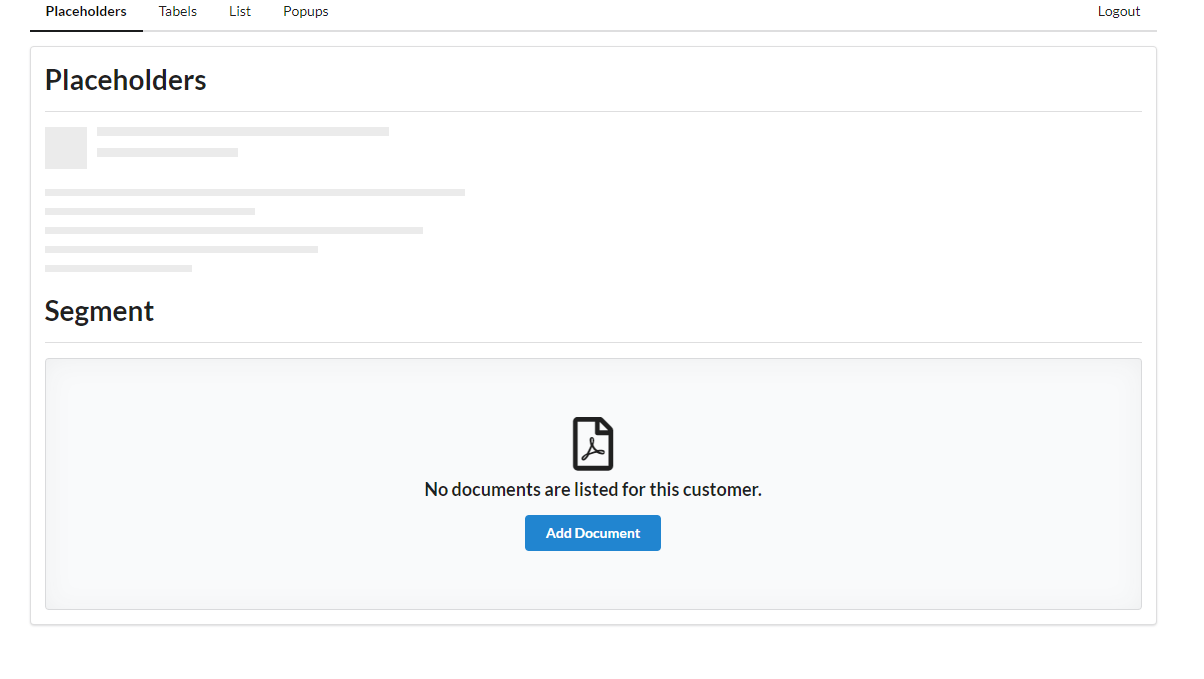 Placeholders Tabels List Popups Logout
Placeholders
Segment
No documents are listed for this customer.
Add Document